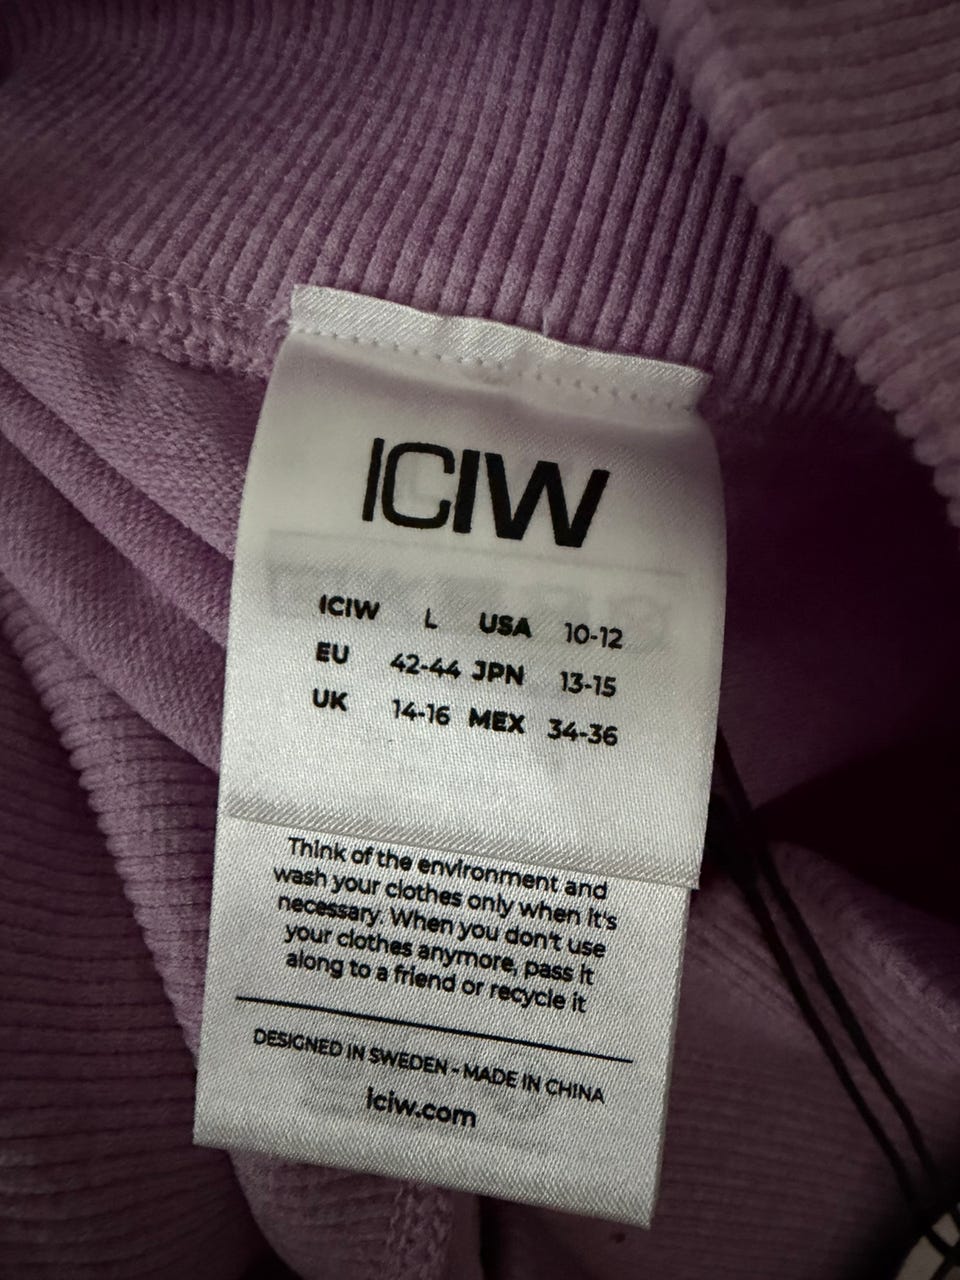 ICIW
ICIW L USA 10-12
EU 42-44 JPN 13-15
UK 14-16 MEX 34-36
Think of the environment and
wash your clothes only when it's
necessary. When you don't use
your clothes anymore, pass it
along to a friend or recycle it
DESIGNED IN SWEDEN - MADE IN CHINA
iciw.com